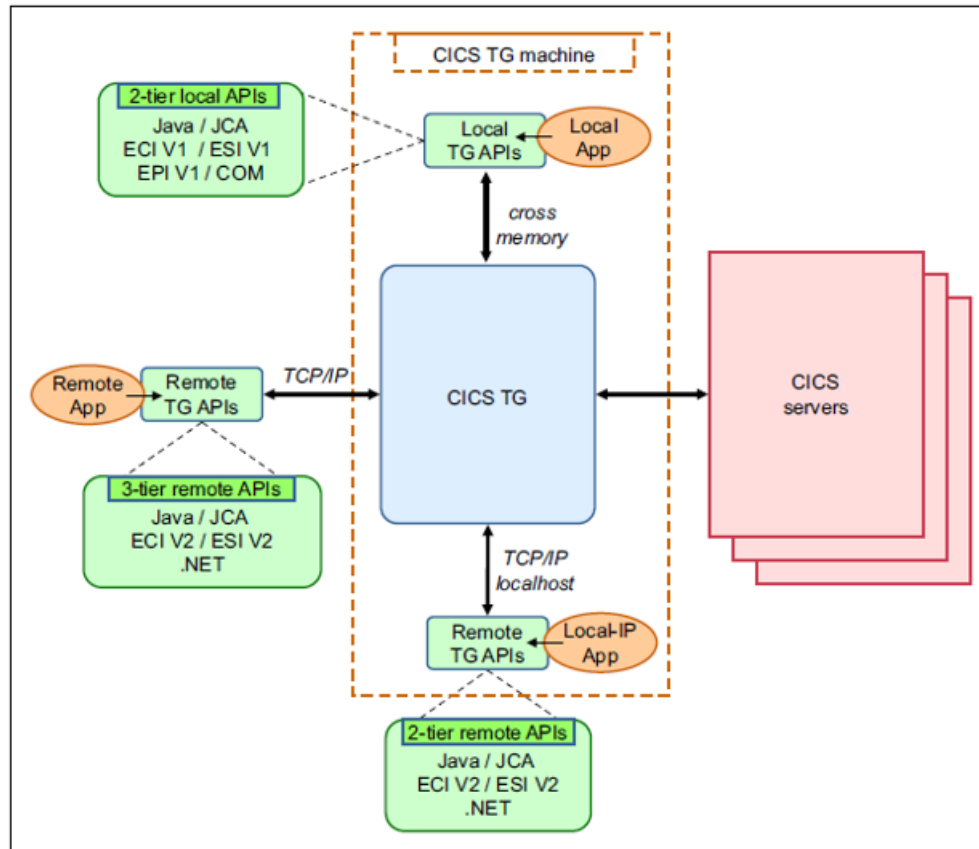 CICS TG machine
2-tier local APIs
Java / JCA
ECI V1 / ESI V1
EPI V1 / COM
Local
TG APIs
Local
App
cross
memory
Remote
App
Remote
TG APIs
TCP/IP
CICS TG
CICS
servers
3-tier remote APIs
Java / JCA
ECI V2 / ESI V2
.NET
TCP/IP
localhost
Remote
TG APIs
Local-IP
App
2-tier remote APIs
Java / JCA
ECI V2 / ESI V2
.NET